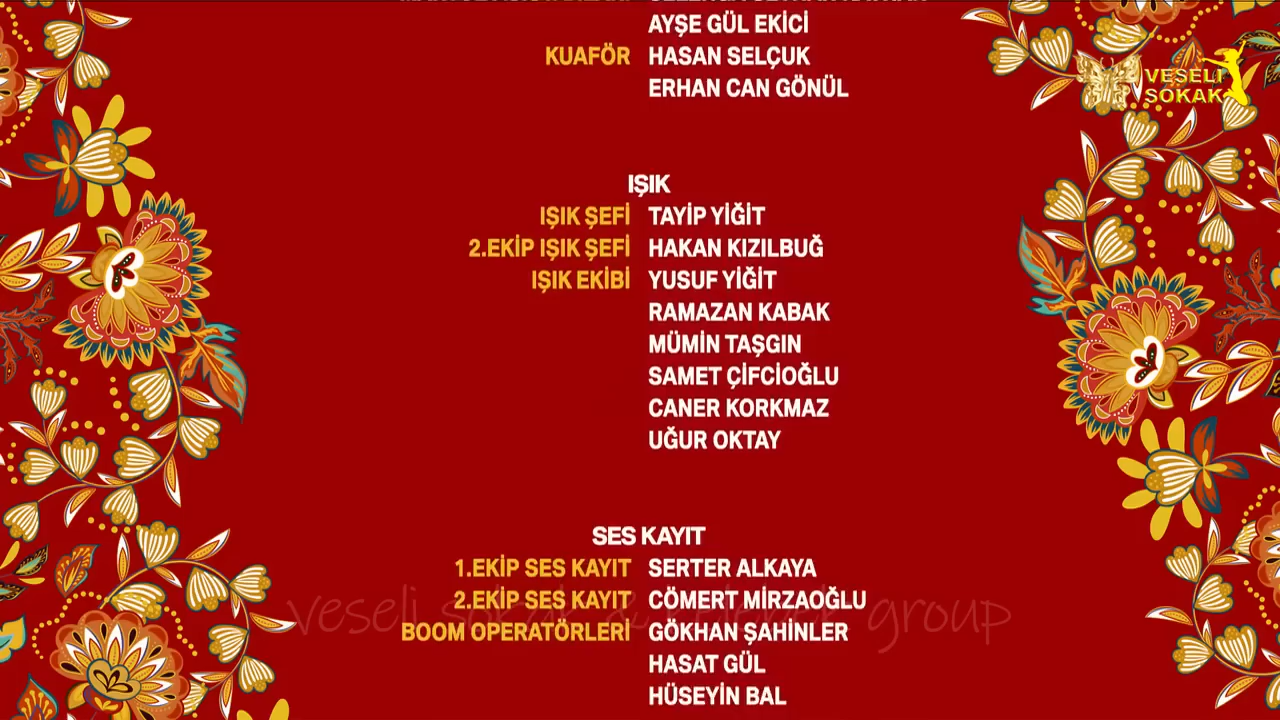 AYŞE GÜL EKİCİ
KUAFÖR HASAN SELÇUK
ERHAN CAN GÖNÜL
VESELI
SOKAK
IŞIK
IŞIK ŞEFİ TAYİP YİĞİT
2.EKİP IŞIK ŞEFİ HAKAN KIZILBUĞ
IŞIK EKİBİ YUSUF YİĞİT
RAMAZAN KABAK
MÜMİN TAŞGIN
SAMET ÇİFCİOĞLU
CANER KORKMAZ
UĞUR OKTAY
SES KAYIT
1.EKİP SES KAYIT SERTER ALKAYA
2.EKİP SES KAYIT CÖMERT MİRZAOĞLU
veseli sokak group
BOOM OPERATÖRLERİ GÖKHAN ŞAHİNLER
HASAT GÜL
HÜSEYİN BAL